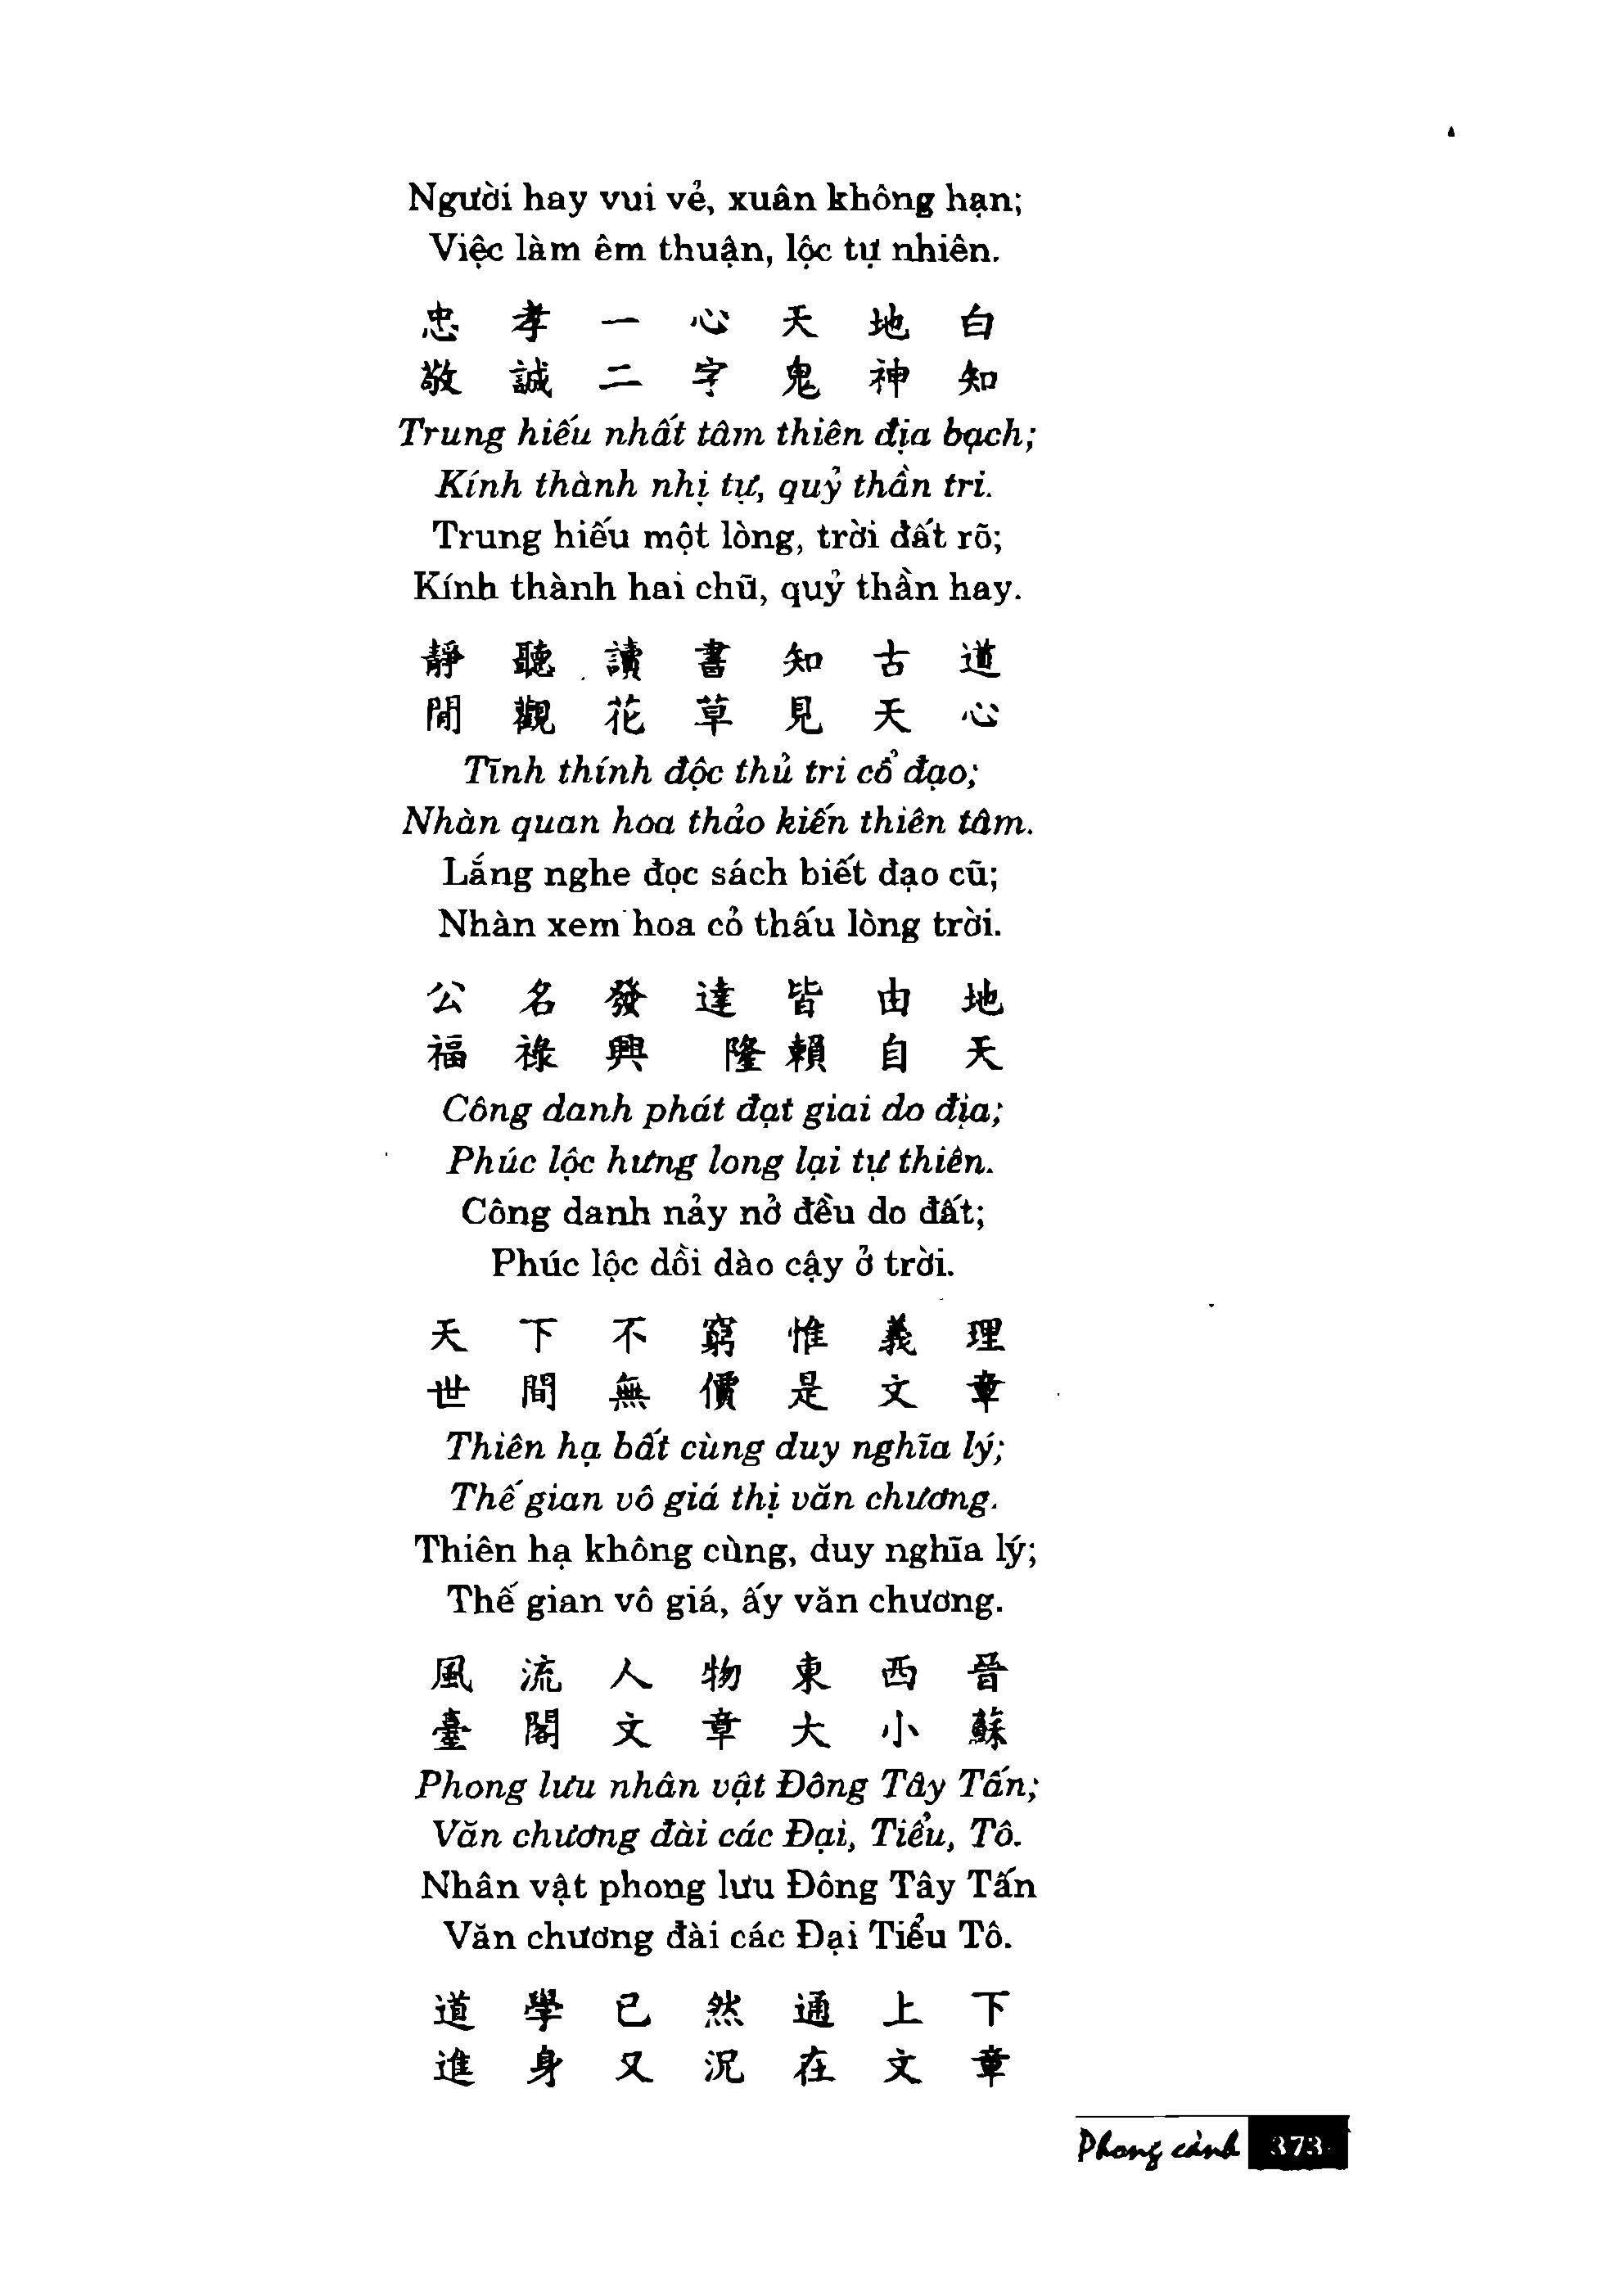 Người hay vui vẻ, xuân không hạn;
Việc làm êm thuận, lộc tự nhiên.
忠 孝 一 心 天 地 白
敬 誠 二 字 鬼 神 知
Trung hiếu nhất tâm thiên địa bạch;
Kính thành nhị tự, quỷ thần tri.
Trung hiếu một lòng, trời đất rõ;
Kính thành hai chữ, quỷ thần hay.
靜 聽 讀 書 知 古 道
閒 觀 花 草 見 天 心
Tĩnh thính độc thủ tri cổ đạo;
Nhàn quan hoa thảo kiến thiên tâm.
Lắng nghe đọc sách biết đạo cũ;
Nhàn xem hoa cỏ thấu lòng trời.
公 名 發 達 皆 由 地
福 祿 興 隆 賴 自 天
Công danh phát đạt giai do địa;
Phúc lộc hưng long lại tự thiên.
Công danh nảy nở đều do đất;
Phúc lộc dồi dào cậy ở trời.
天 下 不 窮 惟 義 理
世 間 無 價 是 文 章
Thiên hạ bất cùng duy nghĩa lý;
Thế gian vô giá thị văn chương.
Thiên hạ không cùng, duy nghĩa lý;
Thế gian vô giá, ấy văn chương.
風 流 人 物 東 西 晉
臺 閣 文 章 大 小 蘇
Phong lưu nhân vật Đông Tây Tấn;
Văn chương đài các Đại, Tiểu, Tô.
Nhân vật phong lưu Đông Tây Tấn
Văn chương đài các Đại Tiểu Tô.
道 學 已 然 通 上 下
進 身 又 況 在 文 章
Phong cảnh 373